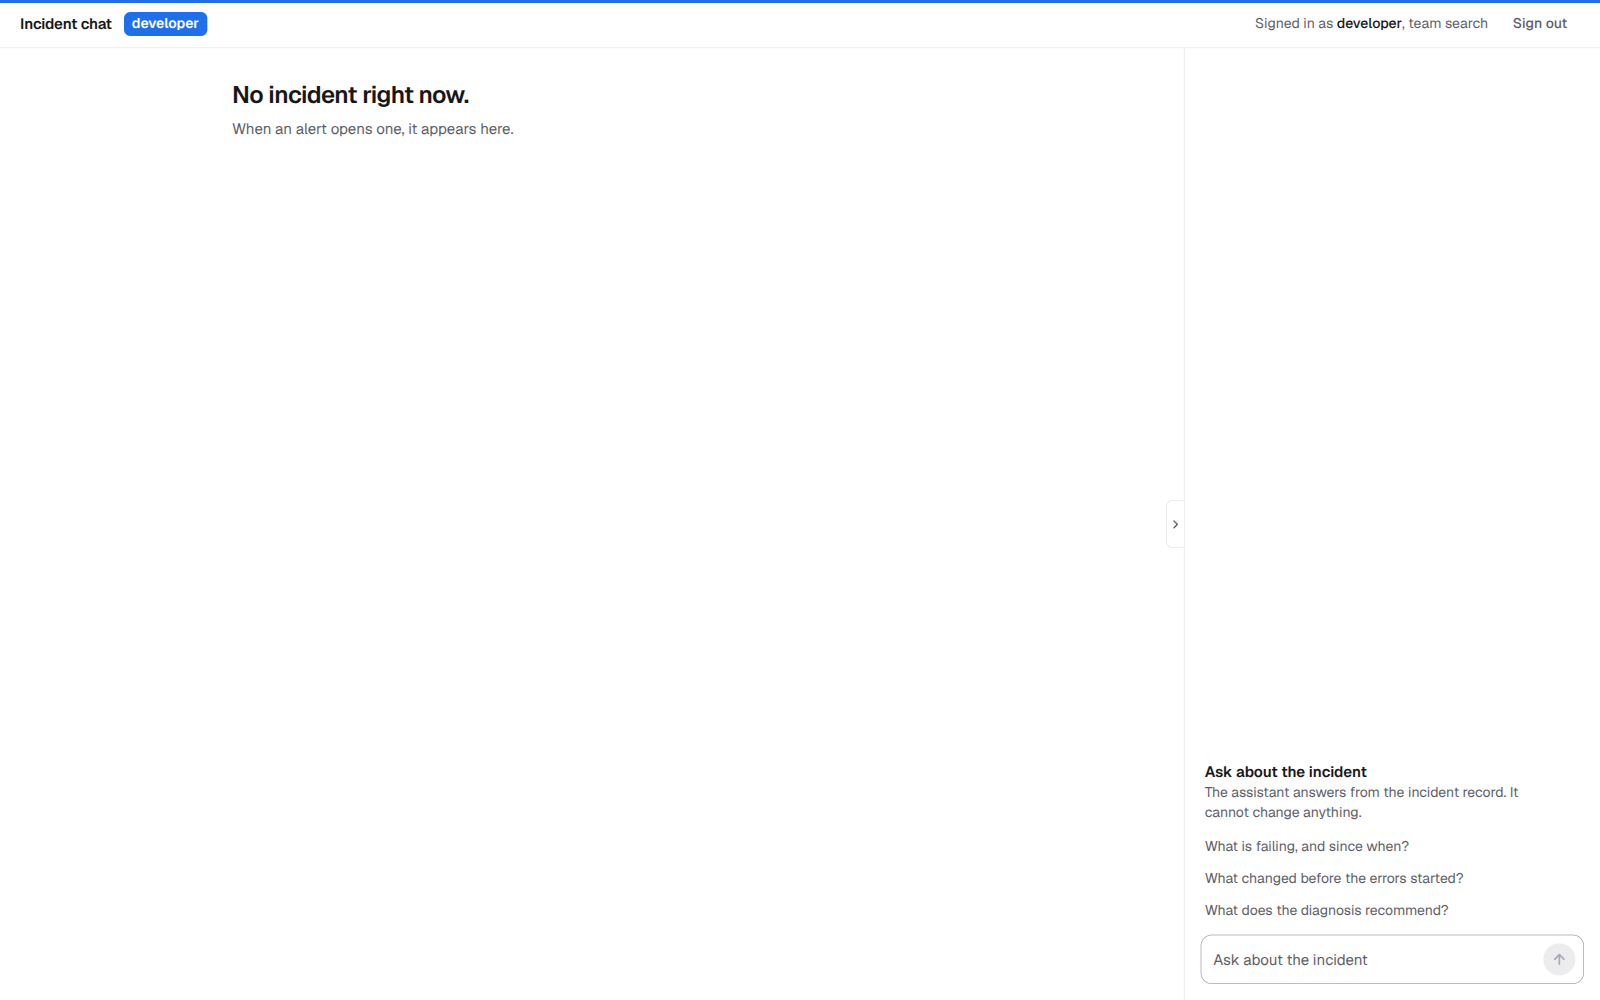 Incident chat
developer
Signed in as developer, team search
Sign out
No incident right now.
When an alert opens one, it appears here.
Ask about the incident
The assistant answers from the incident record. It
cannot change anything.
What is failing, and since when?
What changed before the errors started?
What does the diagnosis recommend?
Ask about the incident